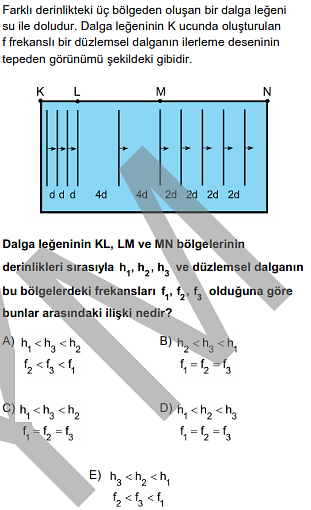 Farklı derinlikteki üç bölgeden oluşan bir dalga leğeni
su ile doludur. Dalga leğeninin K ucunda oluşturulan
f frekanslı bir düzlemsel dalganın ilerleme deseninin
tepeden görünümü şekildeki gibidir.
K L M N
d d d 4d 4d 2d 2d 2d 2d
Dalga leğeninin KL, LM ve MN bölgelerinin
derinlikleri sırasıyla h₁, h₂, h₃ ve düzlemsel dalganın
bu bölgelerdeki frekansları f₁, f₂, f₃ olduğuna göre
bunlar arasındaki ilişki nedir?
A) h₁ < h₃ < h₂ B) h₂ < h₃ < h₁
f₂ < f₃ < f₁ f₁ = f₂ = f₃
C) h₁ < h₃ < h₂ D) h₁ < h₂ < h₃
f₁ = f₂ = f₃ f₁ = f₂ = f₃
E) h₃ < h₂ < h₁
f₂ < f₃ < f₁